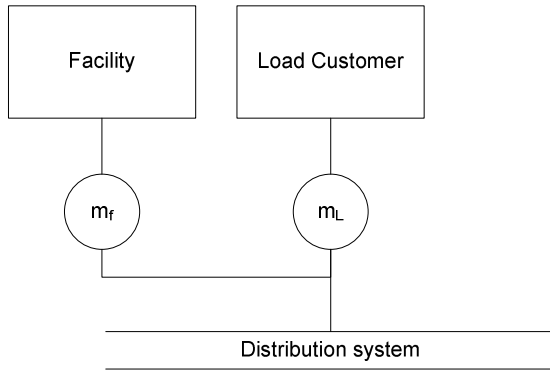 Facility
Load Customer
mf
mL
Distribution system